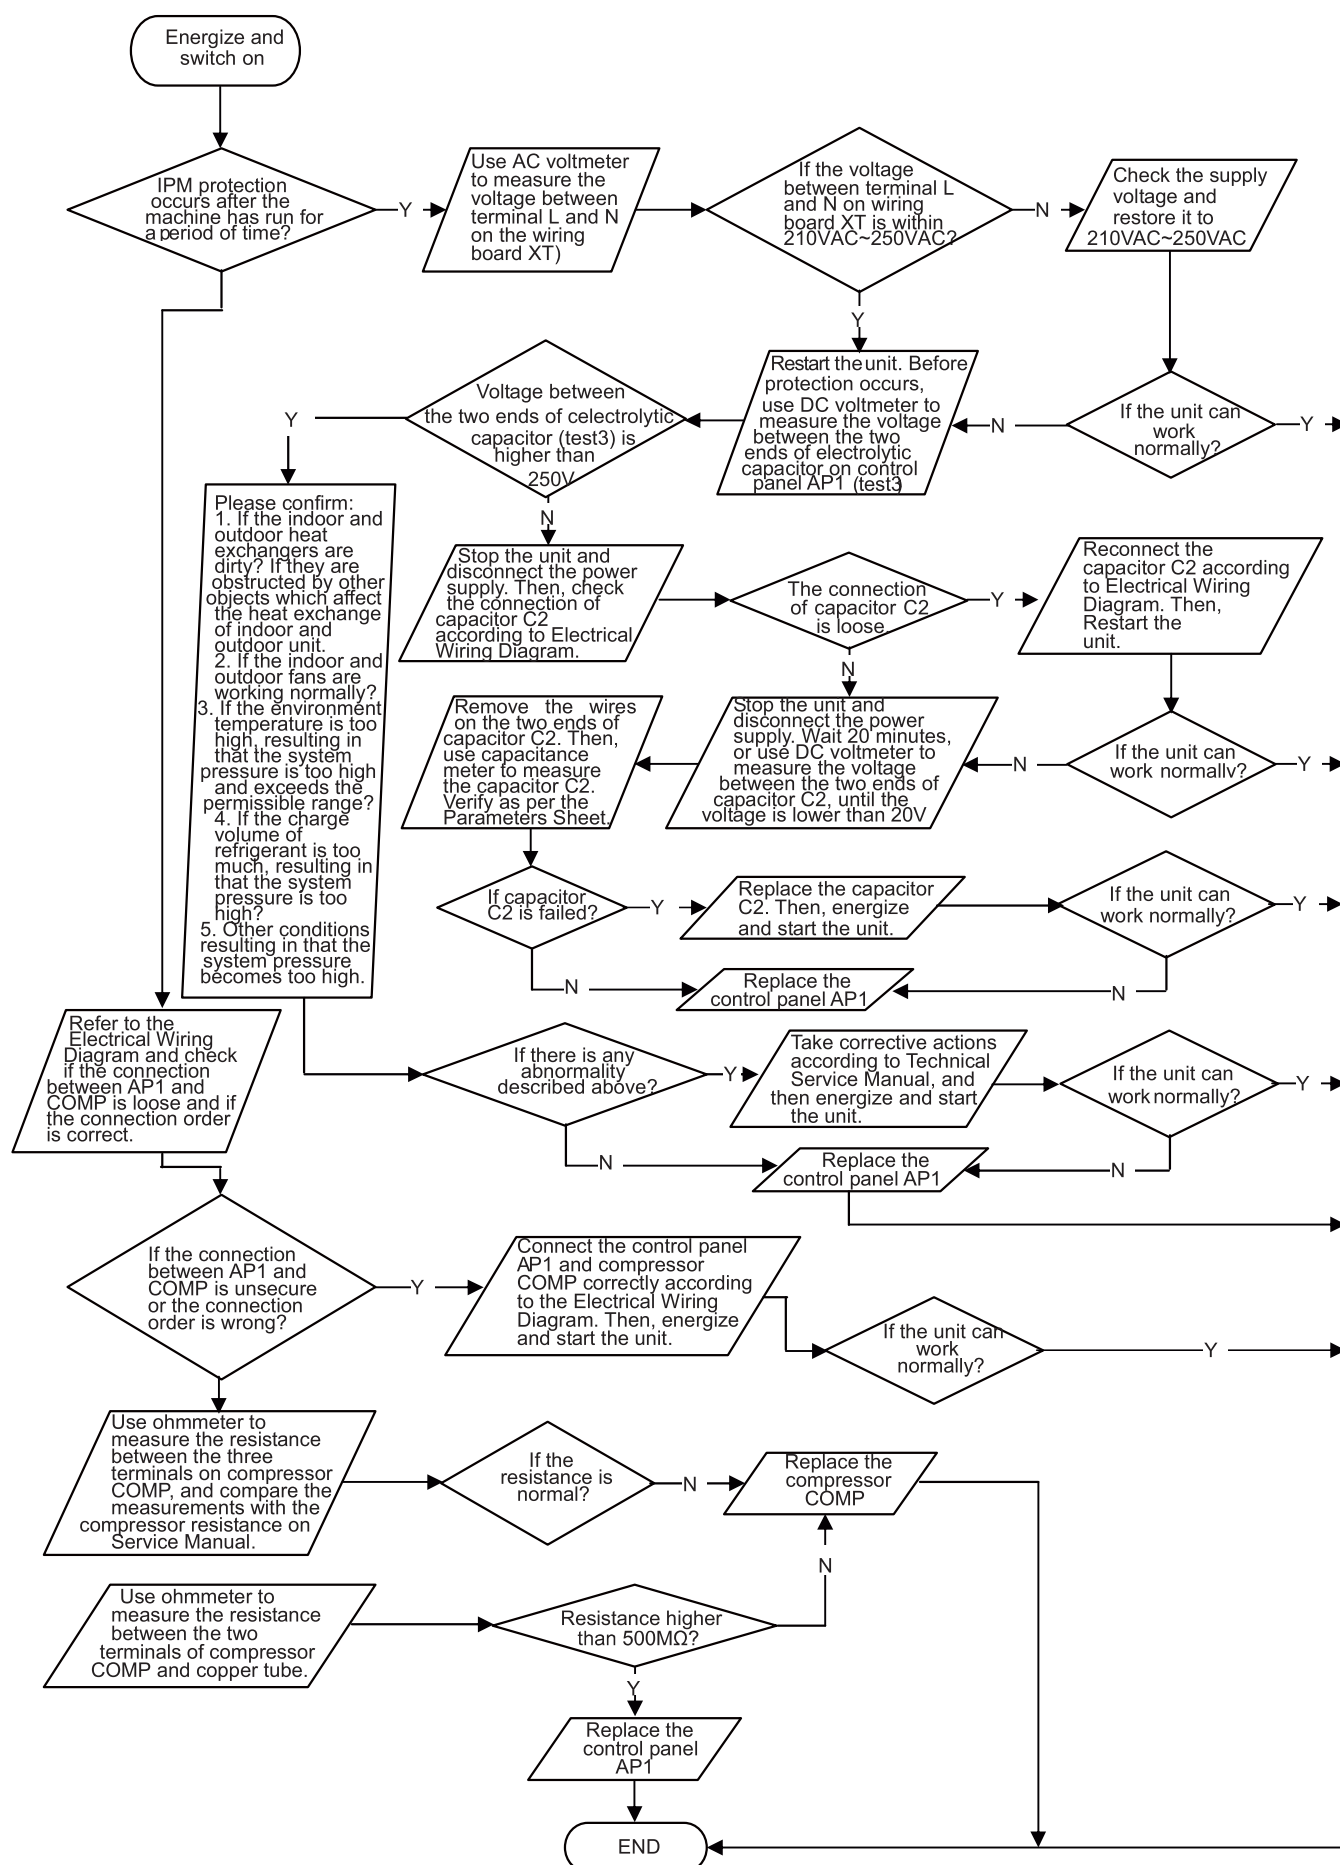 Energize and
switch on
IPM protection
occurs after the
machine has run for
a period of time?
Y
Use AC voltmeter
to measure the
voltage between
terminal L and N
on the wiring
board XT)
If the voltage
between terminal L
and N on wiring
board XT is within
210VAC~250VAC?
N
Check the supply
voltage and
restore it to
210VAC~250VAC
Y
Restart the unit. Before
protection occurs,
use DC voltmeter to
measure the voltage
between the two
ends of electrolytic
capacitor on control
panel AP1 (test3)
N
If the unit can
work
normally?
Y
Voltage between
the two ends of celectrolytic
capacitor (test3) is
higher than
250V
Y
N
Please confirm:
1. If the indoor and
outdoor heat
exchangers are
dirty? If they are
obstructed by other
objects which affect
the heat exchange
of indoor and
outdoor unit.
2. If the indoor and
outdoor fans are
working normally?
3. If the environment
temperature is too
high, resulting in
that the system
pressure is too high
and exceeds the
permissible range?
4. If the charge
volume of
refrigerant is too
much, resulting in
that the system
pressure is too
high?
5. Other conditions
resulting in that the
system pressure
becomes too high.
Stop the unit and
disconnect the power
supply. Then, check
the connection of
capacitor C2
according to Electrical
Wiring Diagram.
The connection
of capacitor C2
is loose.
Y
Reconnect the
capacitor C2 according
to Electrical Wiring
Diagram. Then,
Restart the
unit.
N
Remove the wires
on the two ends of
capacitor C2. Then,
use capacitance
meter to measure
the capacitor C2.
Verify as per the
Parameters Sheet.
Stop the unit and
disconnect the power
supply. Wait 20 minutes,
or use DC voltmeter to
measure the voltage
between the two ends of
capacitor C2, until the
voltage is lower than 20V
N
If the unit can
work normally?
Y
If capacitor
C2 is failed?
Y
Replace the capacitor
C2. Then, energize
and start the unit.
If the unit can
work normally?
Y
N
Replace the
control panel AP1
N
Refer to the
Electrical Wiring
Diagram and check
if the connection
between AP1 and
COMP is loose and if
the connection order
is correct.
If there is any
abnormality
described above?
Y
Take corrective actions
according to Technical
Service Manual, and
then energize and start
the unit.
If the unit can
work normally?
Y
N
Replace the
control panel AP1
N
If the connection
between AP1 and
COMP is unsecure
or the connection
order is wrong?
Y
Connect the control panel
AP1 and compressor
COMP correctly according
to the Electrical Wiring
Diagram. Then, energize
and start the unit.
If the unit can
work
normally?
Y
Use ohmmeter to
measure the resistance
between the three
terminals on compressor
COMP, and compare the
measurements with the
compressor resistance on
Service Manual.
If the
resistance is
normal?
N
Replace the
compressor
COMP
N
Use ohmmeter to
measure the resistance
between the two
terminals of compressor
COMP and copper tube.
Resistance higher
than 500MΩ?
Y
Replace the
control panel
AP1
END